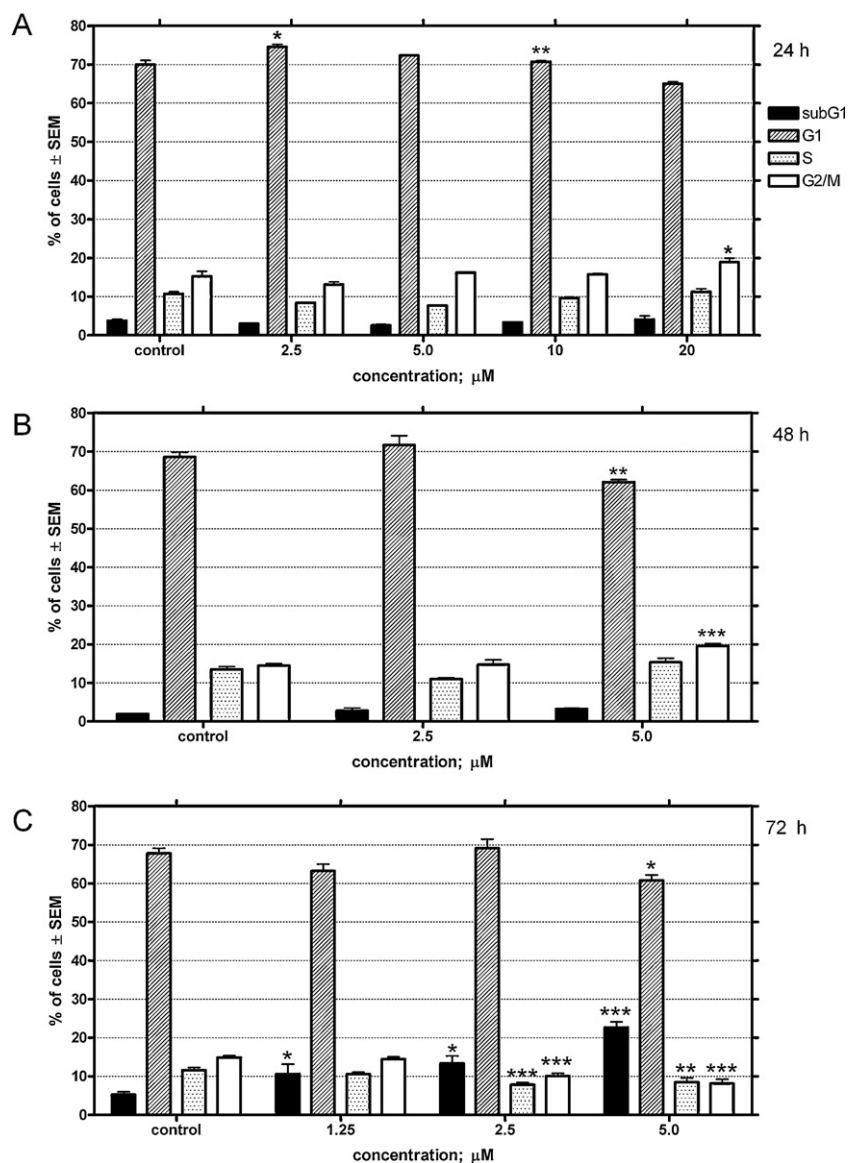 A
24 h
80
70
60
50
40
30
20
10
0
% of cells ± SEM
*
**
*
subG1
G1
S
G2/M
control 2.5 5.0 10 20
concentration; μM
B
48 h
80
70
60
50
40
30
20
10
0
% of cells ± SEM
**
***
control 2.5 5.0
concentration; μM
C
72 h
80
70
60
50
40
30
20
10
0
% of cells ± SEM
*
*
*** ***
***
*
** ***
control 1.25 2.5 5.0
concentration; μM